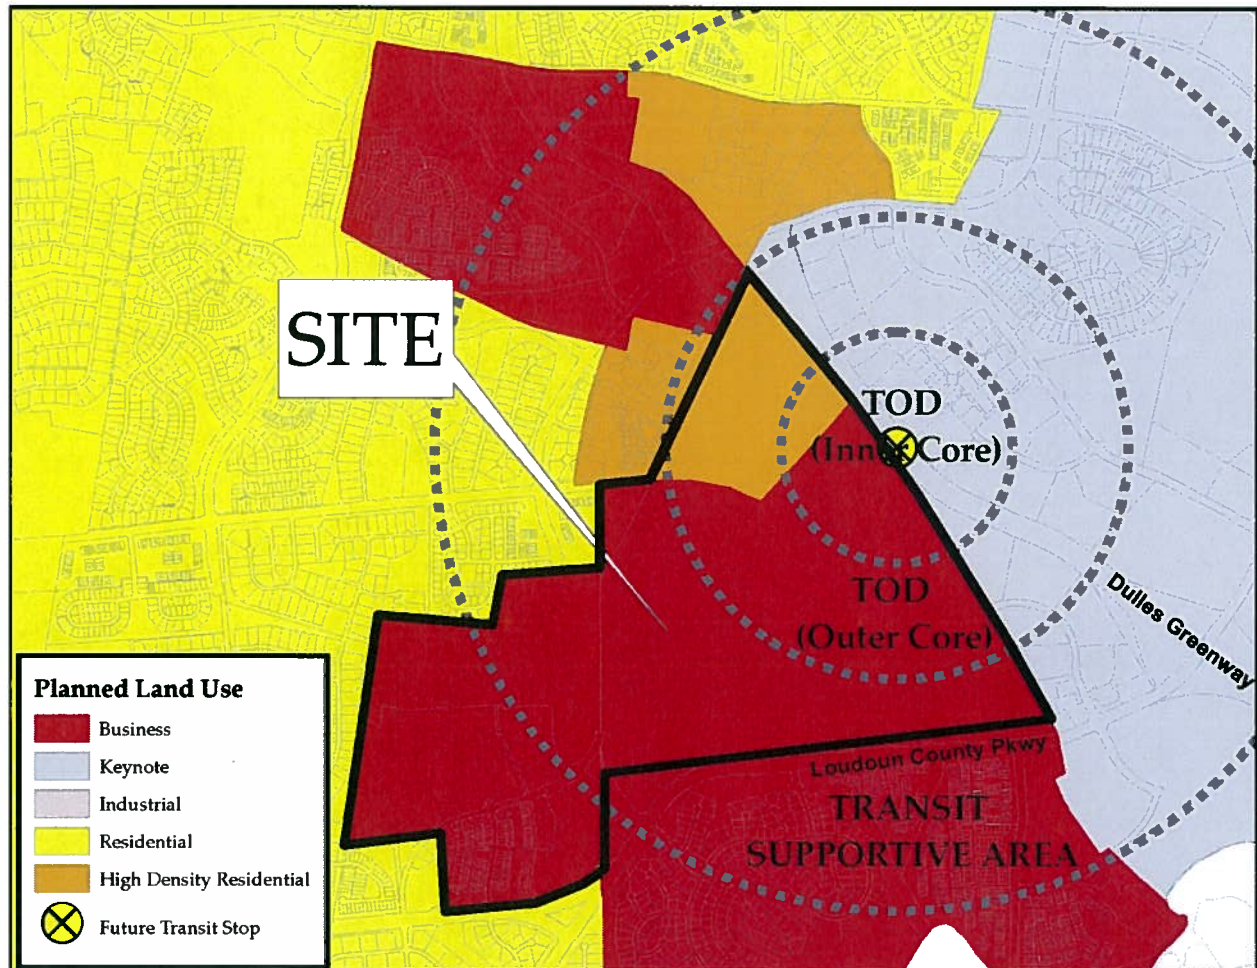 SITE
TOD
(Inner Core)
TOD
(Outer Core)
Dulles Greenway
Loudoun County Pkwy
TRANSIT
SUPPORTIVE AREA
Planned Land Use
Business
Keynote
Industrial
Residential
High Density Residential
Future Transit Stop